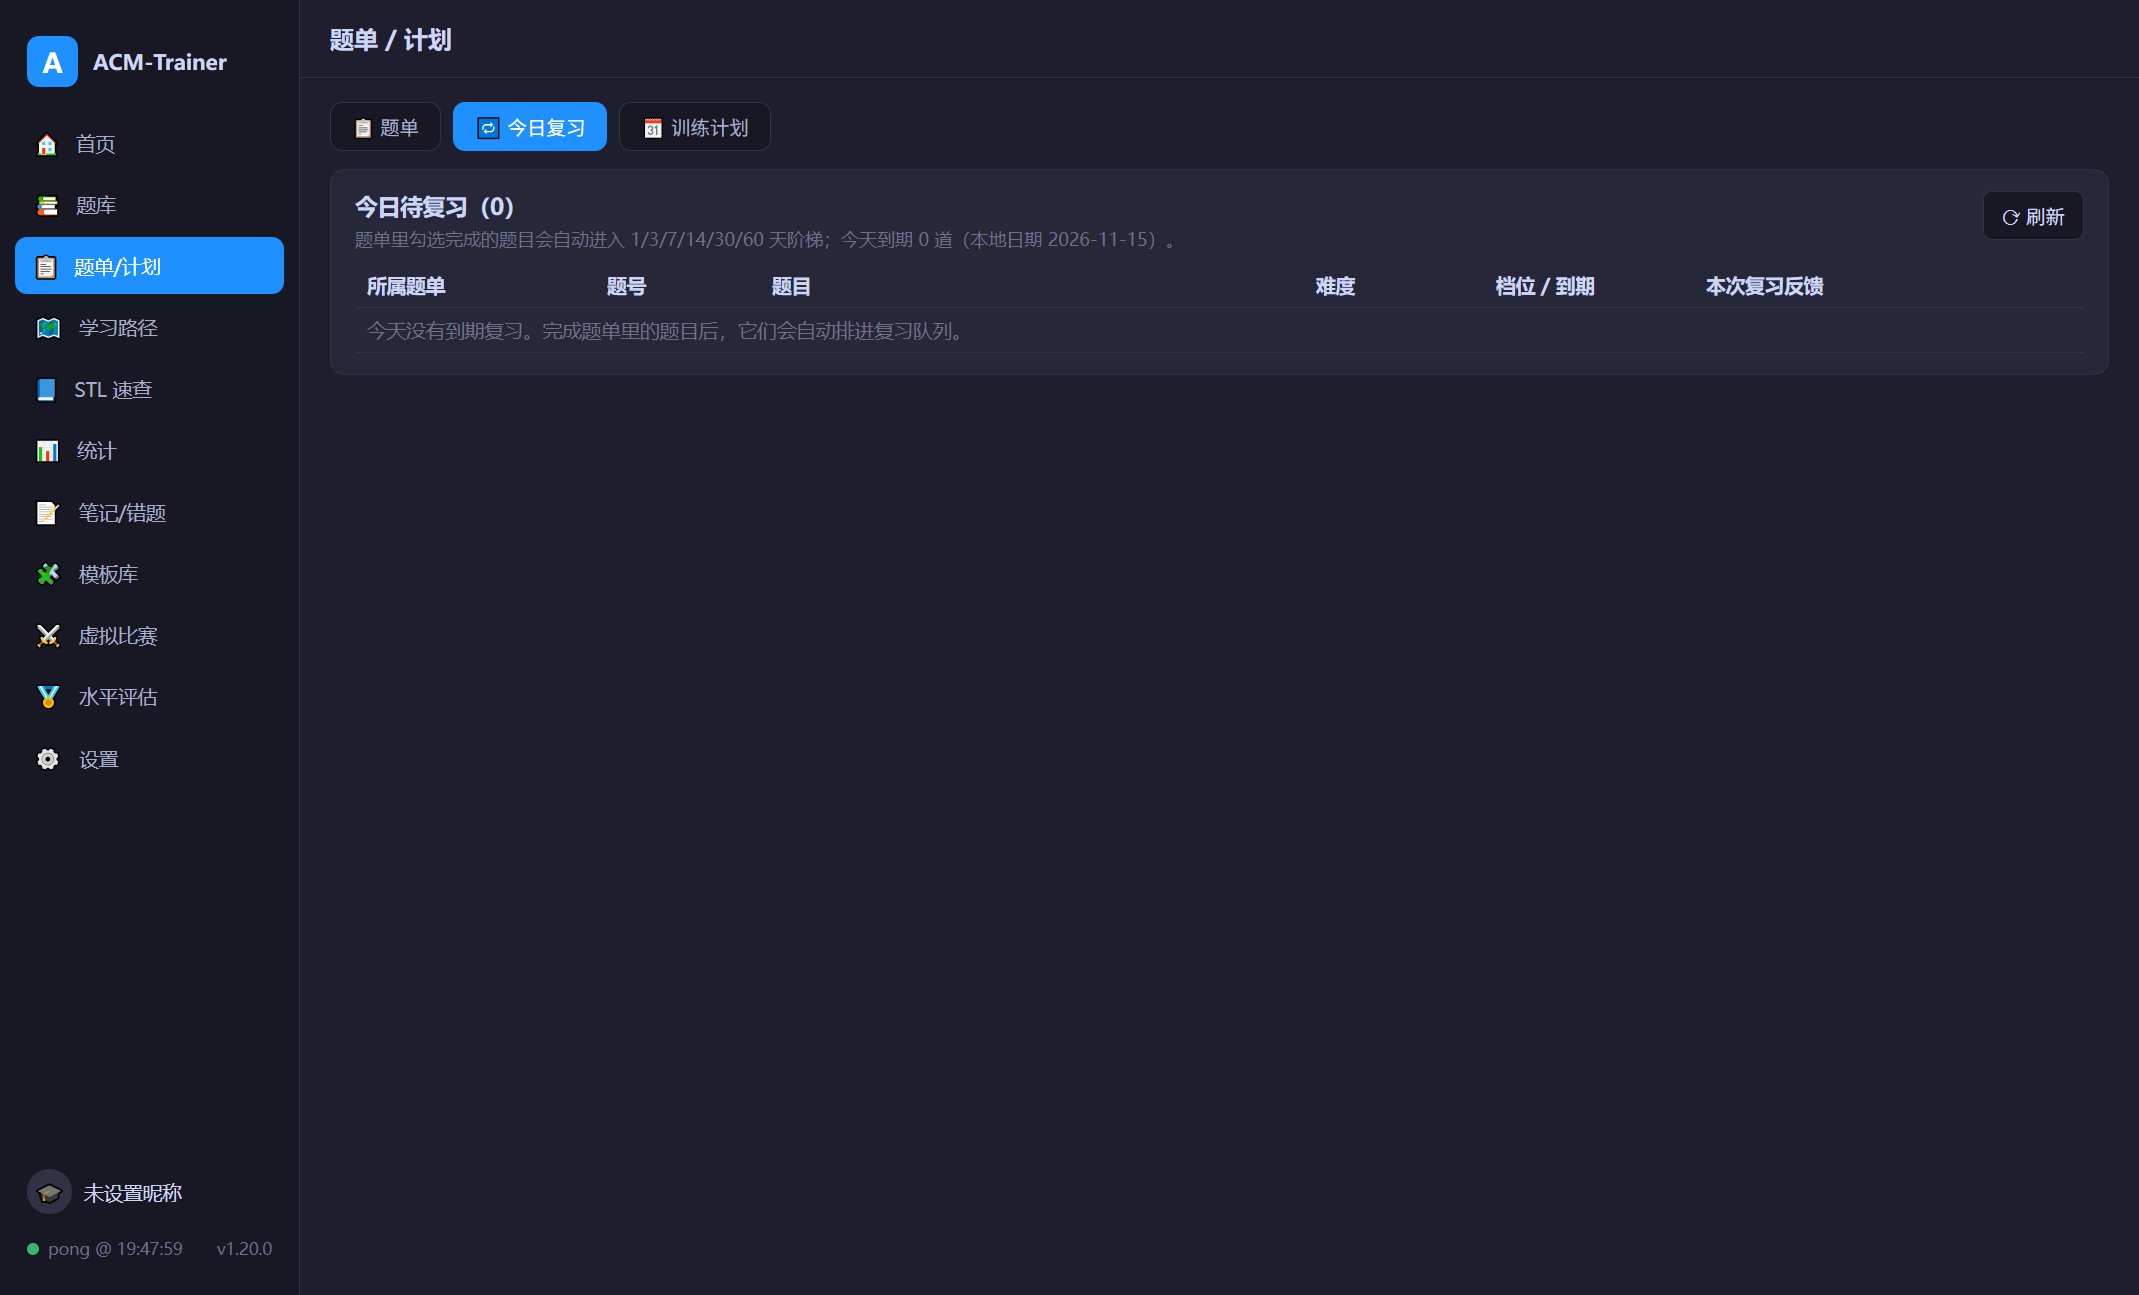 ACM-Trainer
首页
题库
题单/计划
学习路径
STL 速查
统计
笔记/错题
模板库
虚拟比赛
水平评估
设置
未设置昵称
pong @ 19:47:59 v1.20.0
题单 / 计划
题单 今日复习 训练计划
今日待复习（0）
刷新
题单里勾选完成的题目会自动进入 1/3/7/14/30/60 天阶梯；今天到期 0 道（本地日期 2026-11-15）。
所属题单 题号 题目 难度 档位 / 到期 本次复习反馈
今天没有到期复习。完成题单里的题目后，它们会自动排进复习队列。